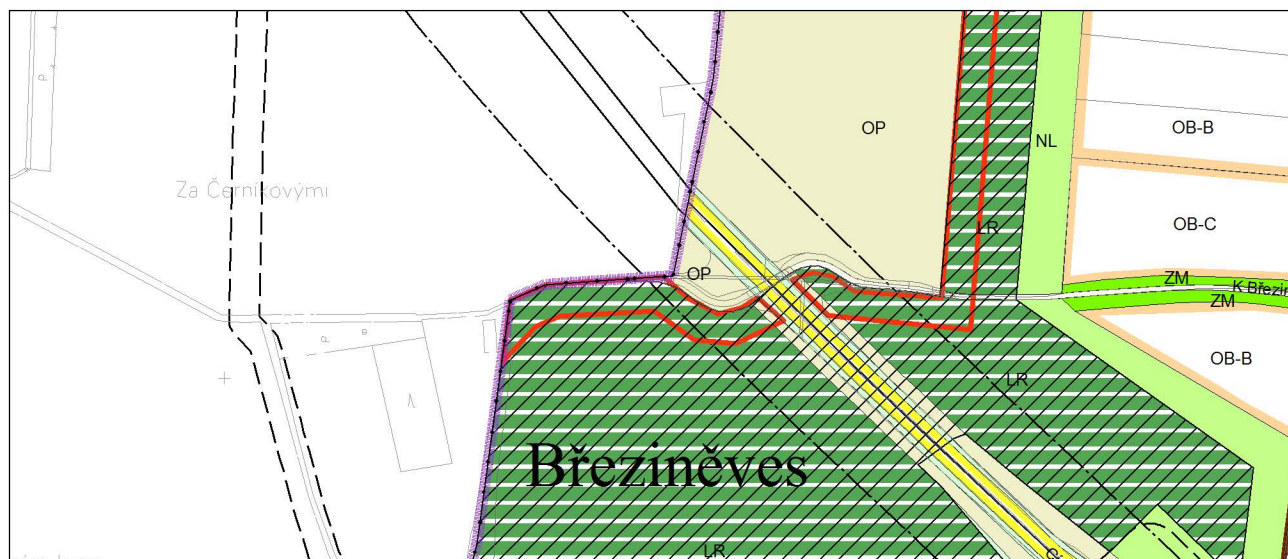 OP
OB-B
NL
Za Černíkovými
OB-C
LR
OP
ZM
K Březin
ZM
OB-B
LR
Březiněves
LR